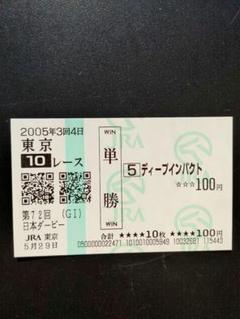 2005年3回4日
東京
10レース
第72回 (GⅠ)
日本ダービー
JRA 東京
5月29日
WIN
単
勝
WIN
5 ディープインパクト
☆☆☆100円
合計 ★★★★10枚 ★★★★100円